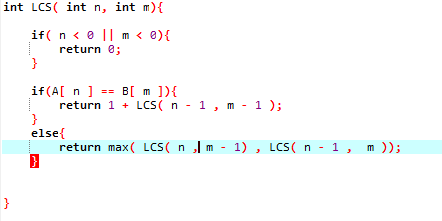 int LCS( int n, int m){
if( n < 0 || m < 0){
return 0;
}
if(A[ n ] == B[ m ]){
return 1 + LCS( n - 1 , m - 1 );
}
else{
return max( LCS( n , m - 1) , LCS( n - 1 ,  m ));
}
}